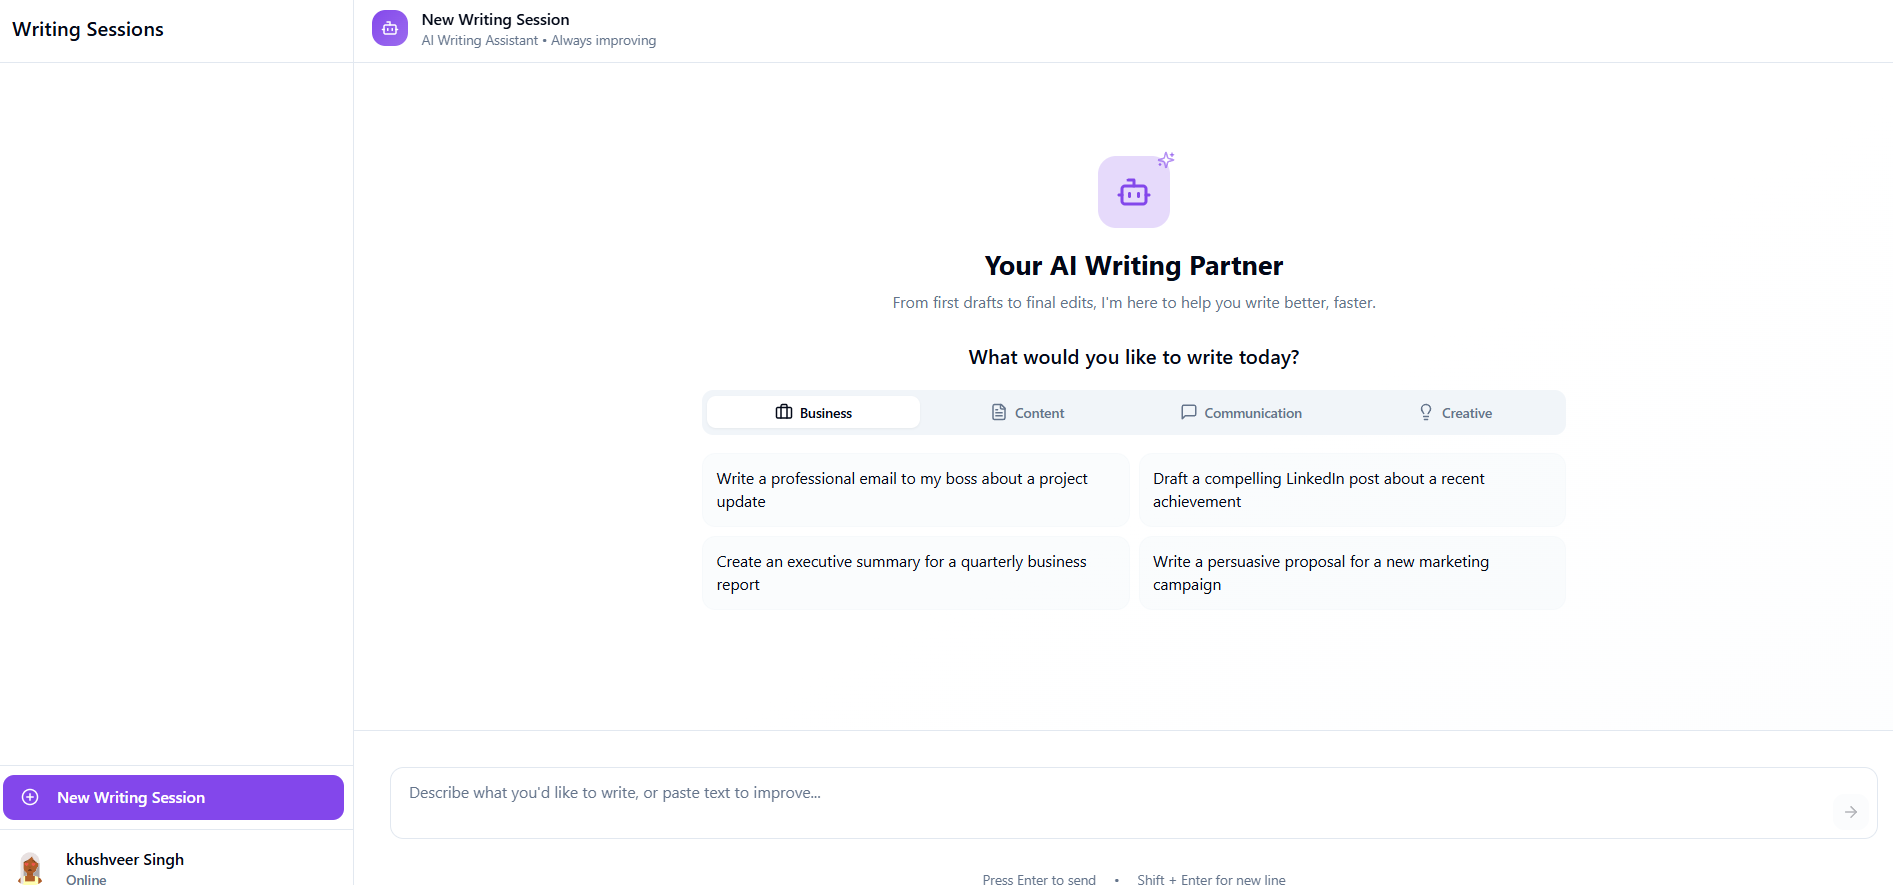 Writing Sessions
New Writing Session
AI Writing Assistant • Always improving
Your AI Writing Partner
From first drafts to final edits, I'm here to help you write better, faster.
What would you like to write today?
Business
Content
Communication
Creative
Write a professional email to my boss about a project
update
Draft a compelling LinkedIn post about a recent
achievement
Create an executive summary for a quarterly business
report
Write a persuasive proposal for a new marketing
campaign
Describe what you'd like to write, or paste text to improve...
New Writing Session
khushveer Singh
Online
Press Enter to send • Shift + Enter for new line